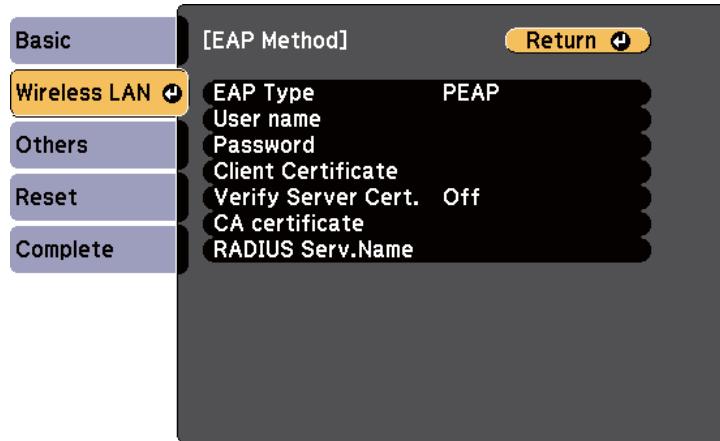 Basic
Wireless LAN
Others
Reset
Complete
[EAP Method]
Return
EAP Type PEAP
User name
Password
Client Certificate
Verify Server Cert. Off
CA certificate
RADIUS Serv.Name